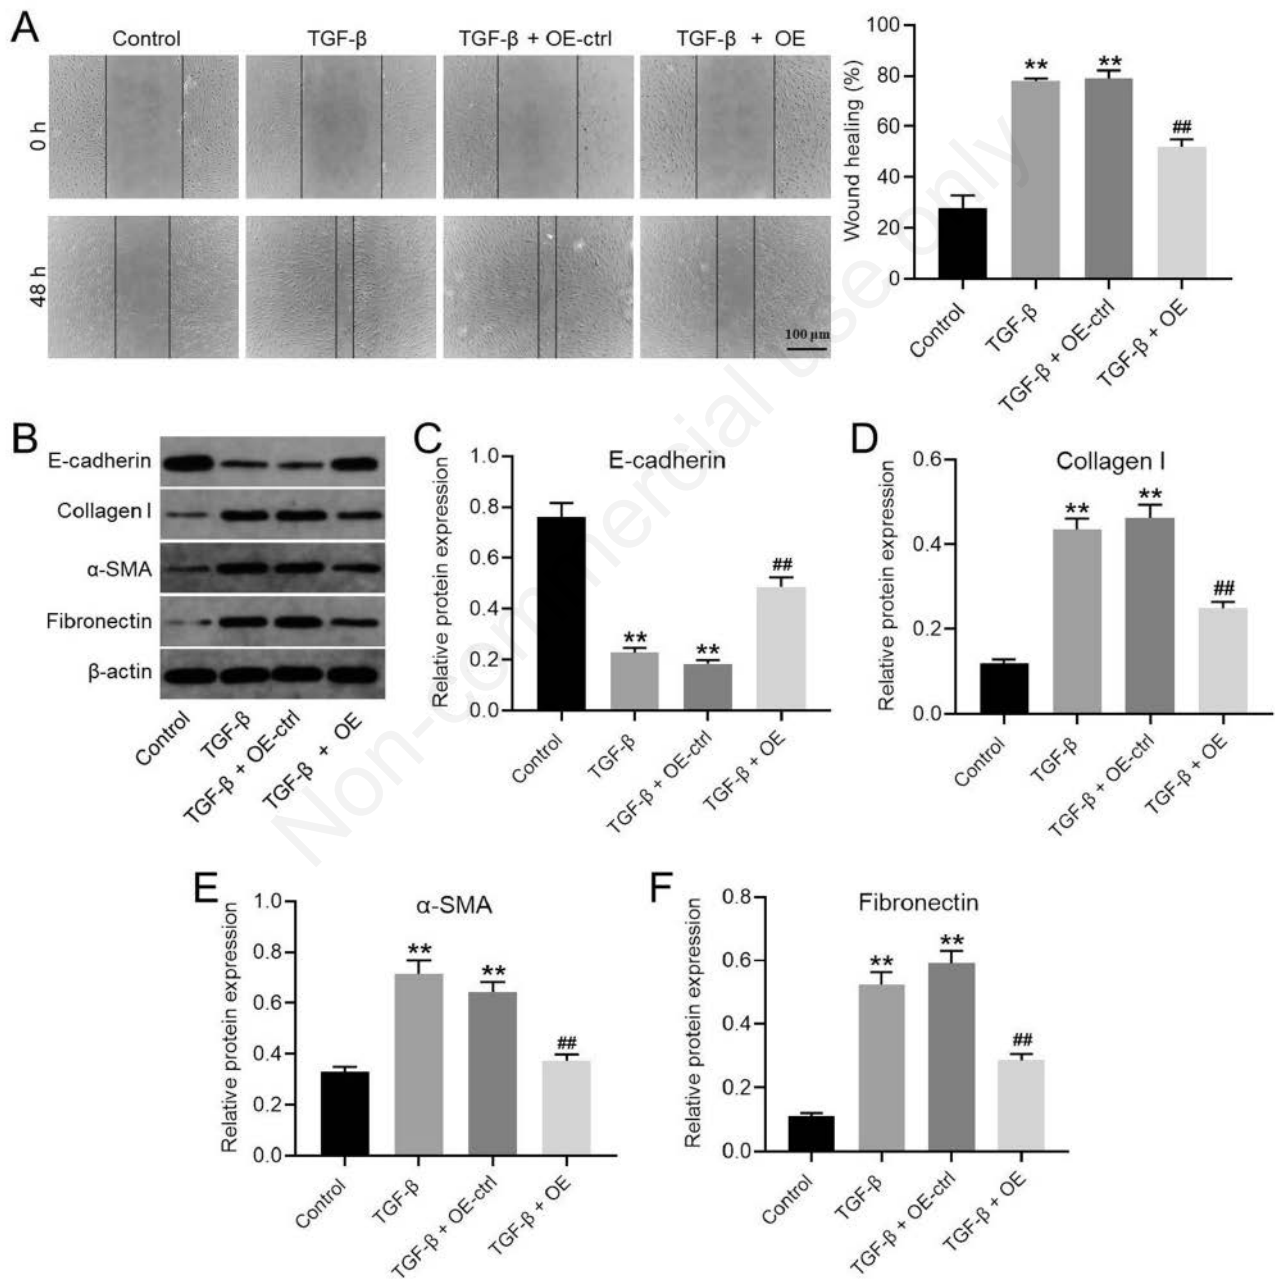 A
Control
TGF-β
TGF-β + OE-ctrl
TGF-β + OE
0 h
48 h
100 μm
Wound healing (%)
100
80
60
40
20
0
**
**
##
Control
TGF-β
TGF-β + OE-ctrl
TGF-β + OE
B
E-cadherin
Collagen I
α-SMA
Fibronectin
β-actin
Control
TGF-β
TGF-β + OE-ctrl
TGF-β + OE
C
E-cadherin
Relative protein expression
1.0
0.8
0.6
0.4
0.2
0.0
**
**
##
Control
TGF-β
TGF-β + OE-ctrl
TGF-β + OE
D
Collagen I
Relative protein expression
0.6
0.4
0.2
0.0
**
**
##
Control
TGF-β
TGF-β + OE-ctrl
TGF-β + OE
E
α-SMA
Relative protein expression
1.0
0.8
0.6
0.4
0.2
0.0
**
**
##
Control
TGF-β
TGF-β + OE-ctrl
TGF-β + OE
F
Fibronectin
Relative protein expression
0.8
0.6
0.4
0.2
0.0
**
**
##
Control
TGF-β
TGF-β + OE-ctrl
TGF-β + OE
Non-commercial use only